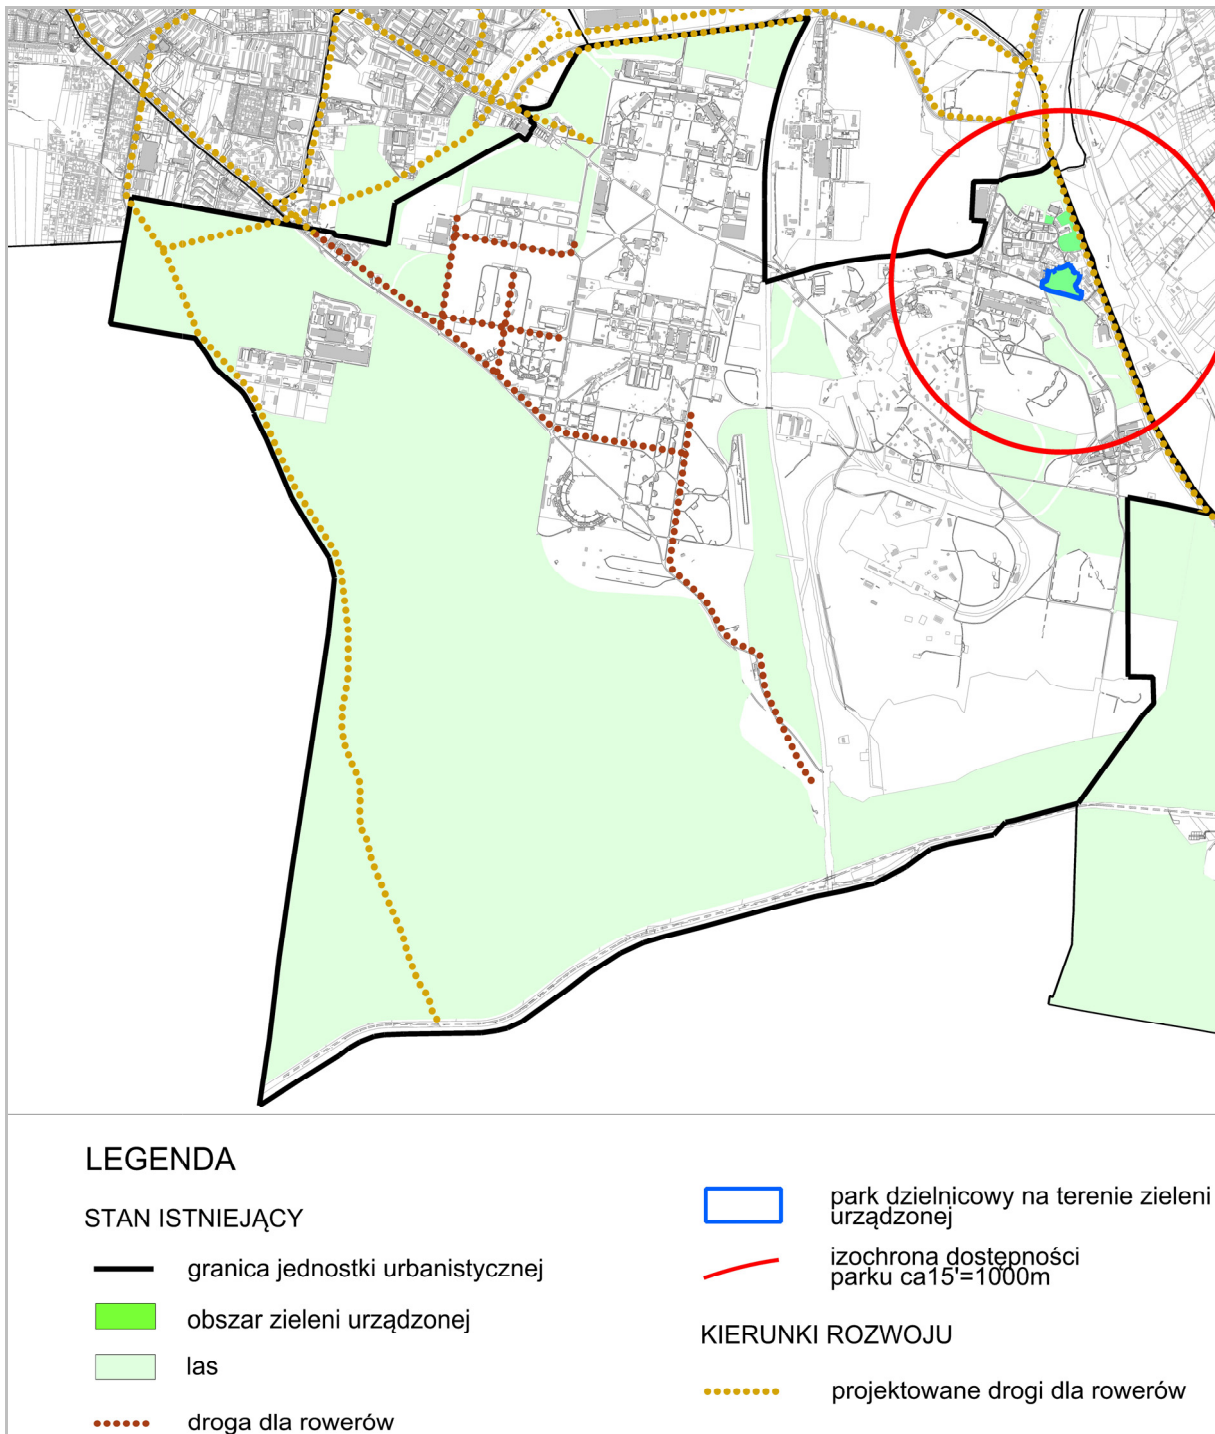 LEGENDA
STAN ISTNIEJĄCY
granica jednostki urbanistycznej
obszar zieleni urządzonej
las
droga dla rowerów
park dzielnicowy na terenie zieleni
urządzonej
izochrona dostępności
parku ca15'=1000m
KIERUNKI ROZWOJU
projektowane drogi dla rowerów